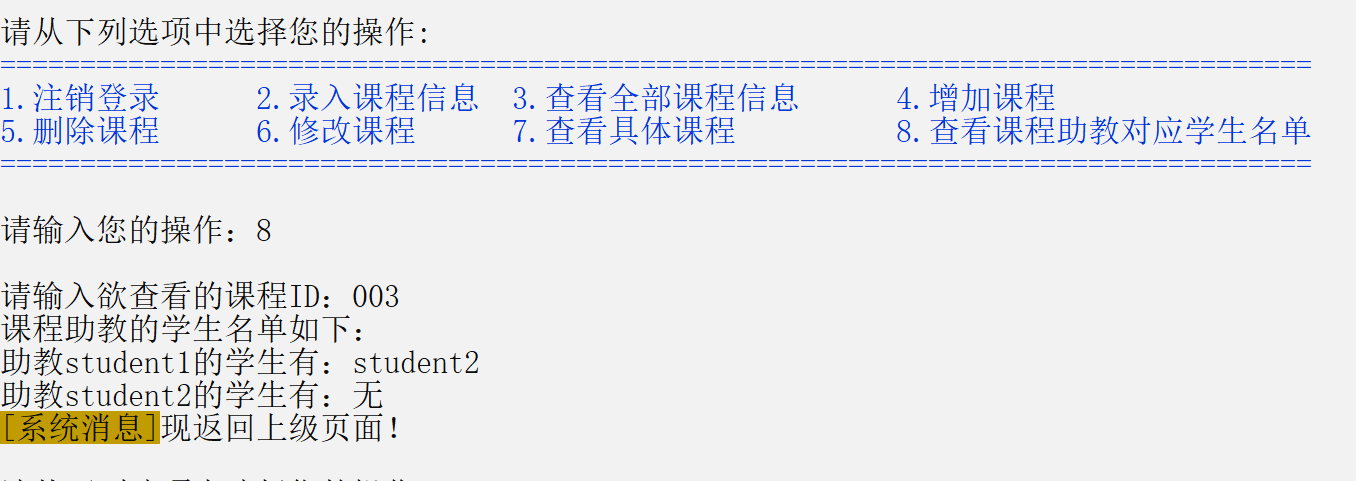 请从下列选项中选择您的操作:
==================================================================================
1.注销登录 2.录入课程信息 3.查看全部课程信息 4.增加课程
5.删除课程 6.修改课程 7.查看具体课程 8.查看课程助教对应学生名单
==================================================================================
请输入您的操作：8
请输入欲查看的课程ID：003
课程助教的学生名单如下：
助教student1的学生有：student2
助教student2的学生有：无
[系统消息]现返回上级页面！